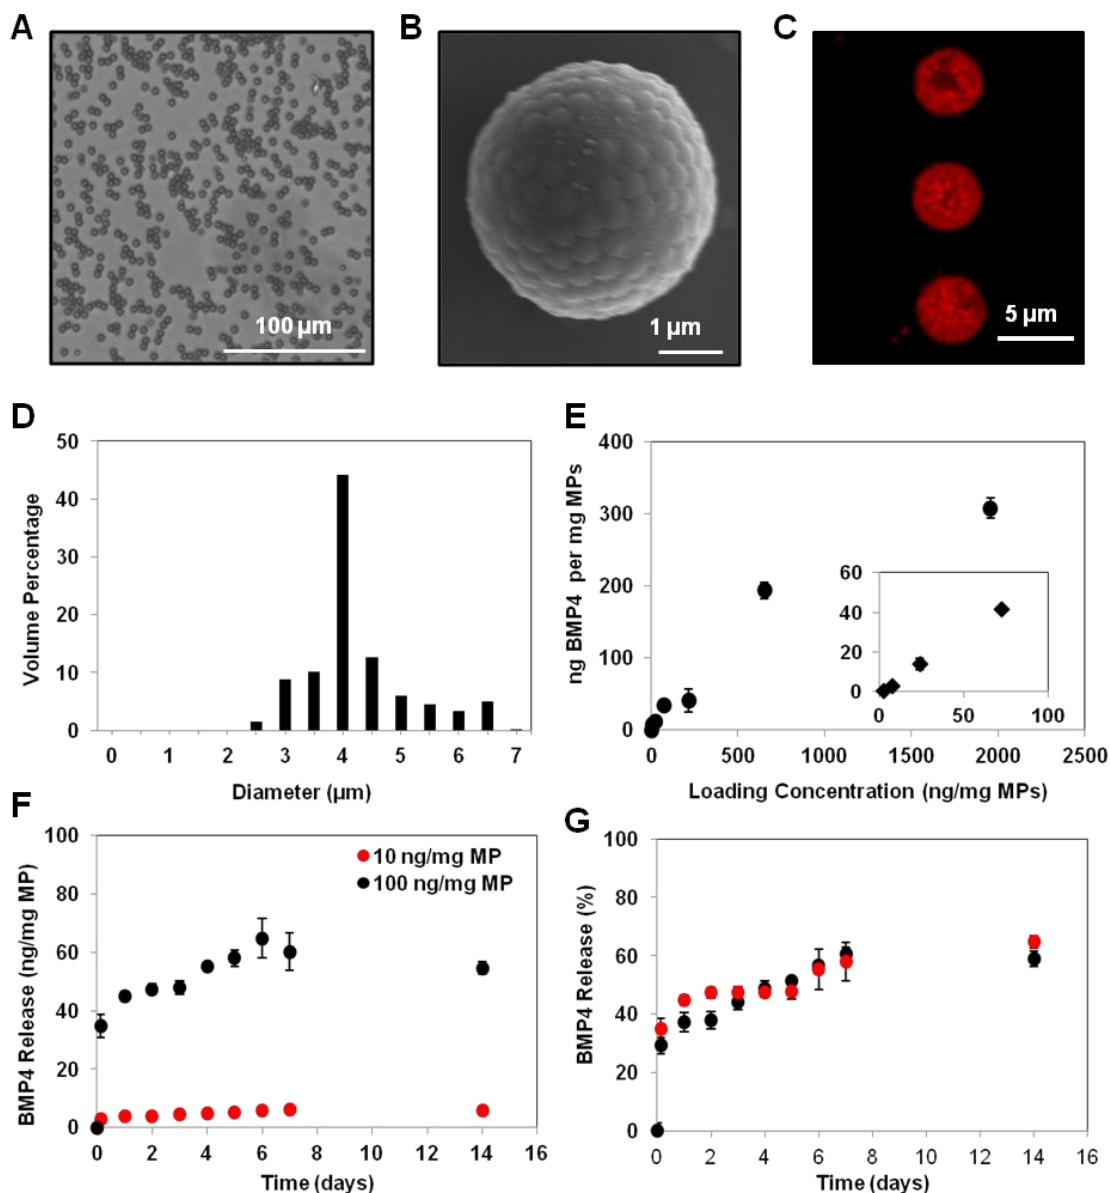 A
B
C
100 µm
1 µm
5 µm
D
E
50
40
30
20
10
0
Volume Percentage
0 1 2 3 4 5 6 7
Diameter (µm)
400
300
200
100
0
ng BMP4 per mg MPs
60
40
20
0
0 50 100
0 500 1000 1500 2000 2500
Loading Concentration (ng/mg MPs)
F
G
100
80
60
40
20
0
BMP4 Release (ng/mg MP)
10 ng/mg MP
100 ng/mg MP
0 2 4 6 8 10 12 14 16
Time (days)
100
80
60
40
20
0
BMP4 Release (%)
0 2 4 6 8 10 12 14 16
Time (days)